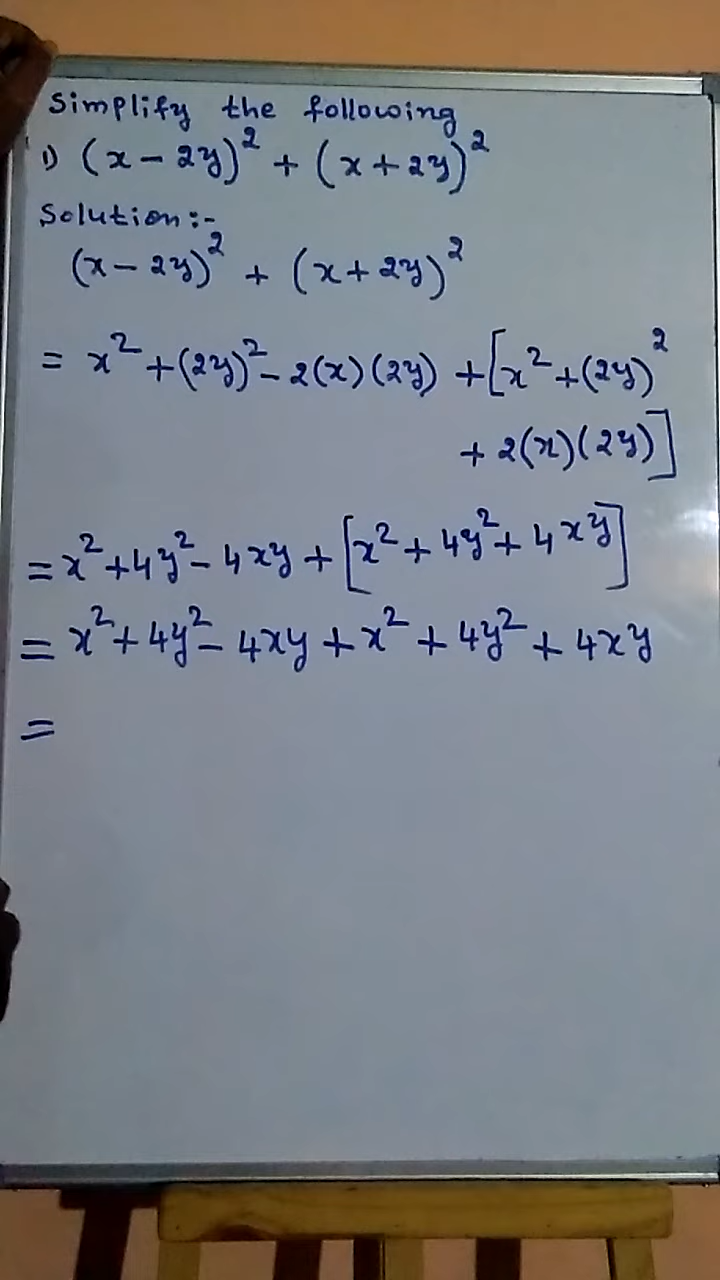 Simplify the following
1) (x - 2y)² + (x + 2y)²
Solution:-
(x - 2y)² + (x + 2y)²
= x² + (2y)² - 2(x)(2y) + [x² + (2y)²
+ 2(x)(2y)]
= x² + 4y² - 4xy + [x² + 4y² + 4xy]
= x² + 4y² - 4xy + x² + 4y² + 4xy
=